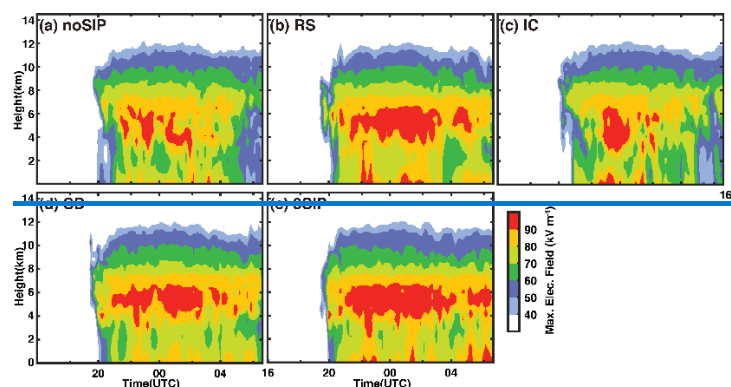 (a) noSIP
(b) RS
(c) IC
Height(km)
14
12
10
8
6
4
2
16
14
12
10
8
6
4
2
0
Height(km)
90
80
70
60
50
40
Max. Elec. Field (kV m⁻¹)
20 00 04 16 20 00 04
Time(UTC) Time(UTC)